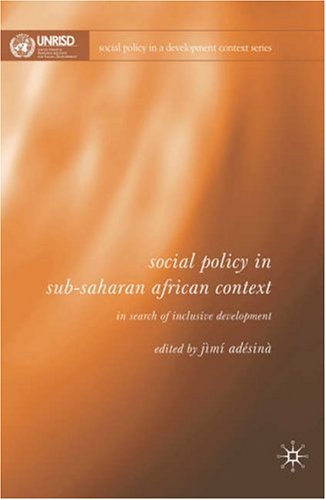 UNRISD
social policy in a development context series
social policy in
sub-saharan african context
in search of inclusive development
edited by jìmí adésinà